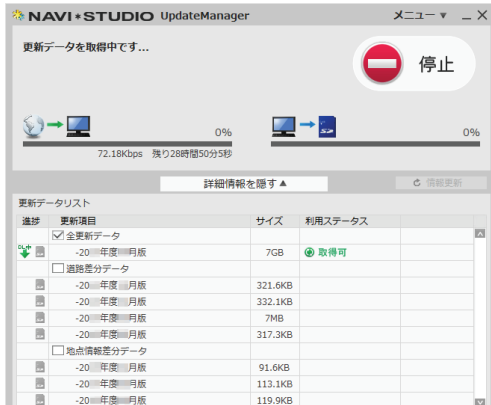 NAVI*STUDIO UpdateManager メニュー ▼
更新データを取得中です...
停止
0% 0%
72.18Kbps 残り28時間50分5秒
詳細情報を隠す▲ 情報更新
更新データリスト
進捗 更新項目 サイズ 利用ステータス
全更新データ
DL中 -20 年度 月版 7GB 取得可
道路差分データ
-20 年度 月版 321.6KB
-20 年度 月版 332.1KB
-20 年度 月版 7MB
-20 年度 月版 317.3KB
地点情報差分データ
-20 年度 月版 91.6KB
-20 年度 月版 113.1KB
-20 年度 月版 119.9KB